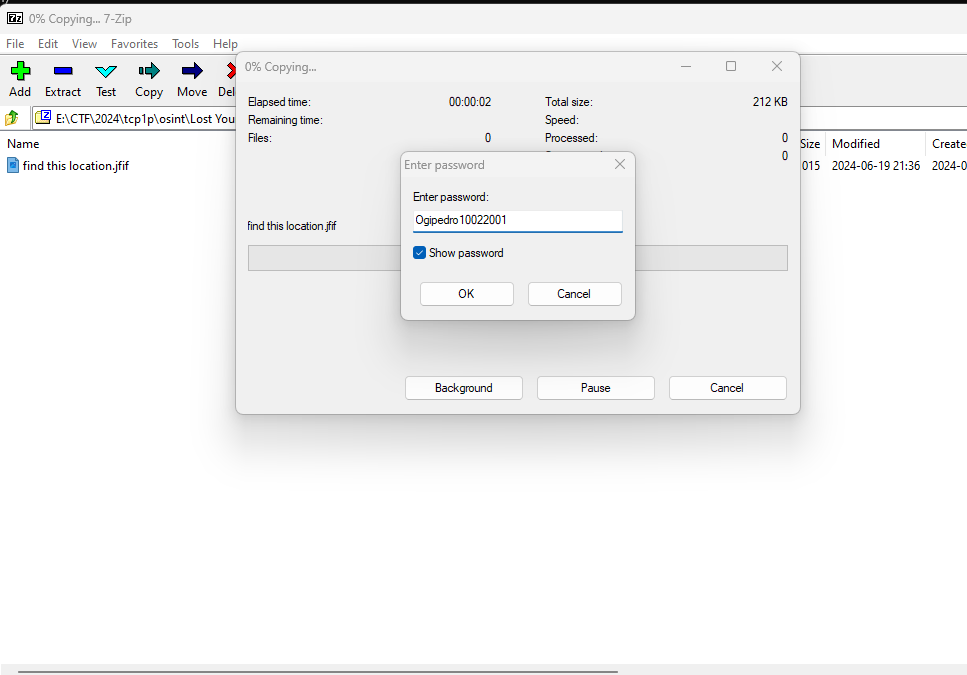 0% Copying... 7-Zip
File Edit View Favorites Tools Help
Add Extract Test Copy Move Del
E:\CTF\2024\tcp1p\osint\Lost You
Name Size Modified Create
find this location.jfif 015 2024-06-19 21:36 2024-0
0% Copying...
Elapsed time: 00:00:02 Total size: 212 KB
Remaining time: Speed:
Files: 0 Processed: 0
0
find this location.jfif
Enter password
Enter password:
Ogipedro10022001
Show password
OK Cancel
Background Pause Cancel